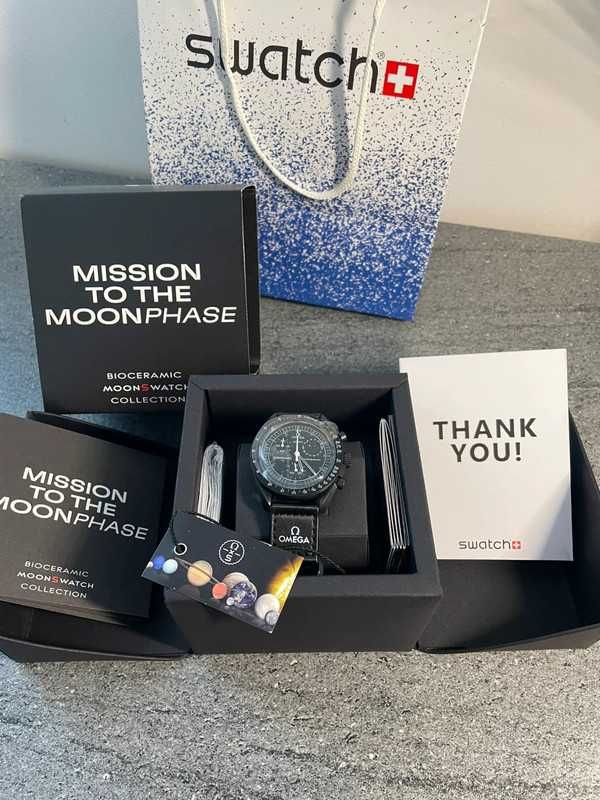 swatch
MISSION
TO THE
MOONPHASE
BIOCERAMIC
MOONSWATCH
COLLECTION
THANK
YOU!
swatch
MISSION
TO THE
MOONPHASE
BIOCERAMIC
MOONSWATCH
COLLECTION
Ω
OMEGA
Ω
S